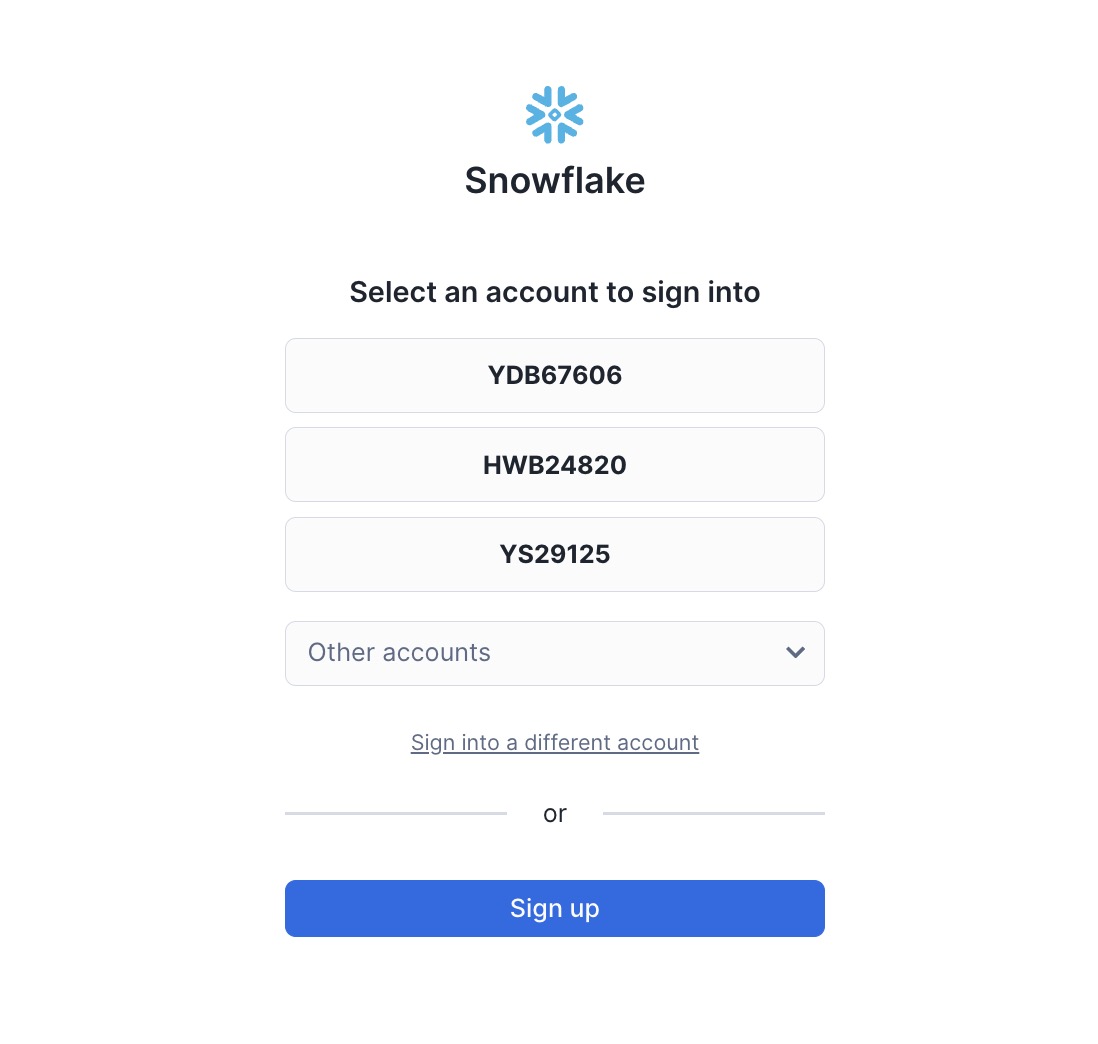 Snowflake
Select an account to sign into
YDB67606
HWB24820
YS29125
Other accounts
Sign into a different account
or
Sign up